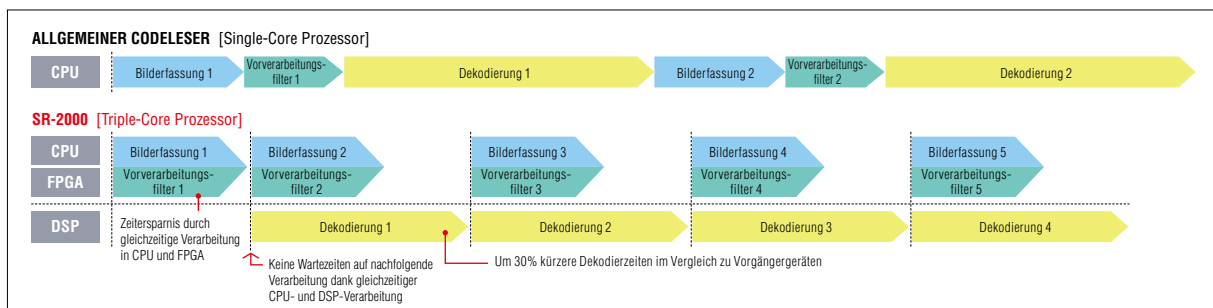 ALLGEMEINER CODELESER [Single-Core Prozessor]
CPU
Bilderfassung 1
Vorverarbeitungs-
filter 1
Dekodierung 1
Bilderfassung 2
Vorverarbeitungs-
filter 2
Dekodierung 2
SR-2000 [Triple-Core Prozessor]
CPU
Bilderfassung 1
Bilderfassung 2
Bilderfassung 3
Bilderfassung 4
Bilderfassung 5
FPGA
Vorverarbeitungs-
filter 1
Vorverarbeitungs-
filter 2
Vorverarbeitungs-
filter 3
Vorverarbeitungs-
filter 4
Vorverarbeitungs-
filter 5
DSP
Zeitersparnis durch
gleichzeitige Verarbeitung
in CPU und FPGA
Dekodierung 1
Dekodierung 2
Dekodierung 3
Dekodierung 4
Keine Wartezeiten auf nachfolgende
Verarbeitung dank gleichzeitiger
CPU- und DSP-Verarbeitung
Um 30% kürzere Dekodierzeiten im Vergleich zu Vorgängergeräten